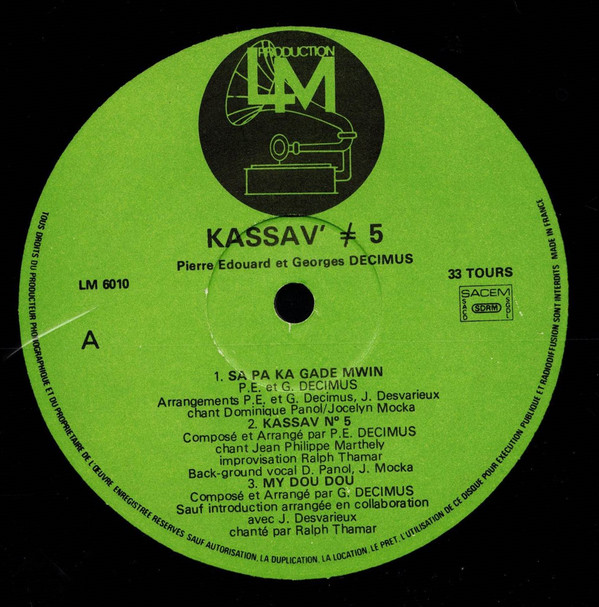 PRODUCTION
LM
KASSAV' ≠ 5
Pierre Edouard et Georges DECIMUS
LM 6010
33 TOURS
SACEM
SACD
SDRM
SGDL
A
1. SA PA KA GADE MWIN
P.E. et G. DECIMUS
Arrangements P.E. et G. Decimus, J. Desvarieux
chant Dominique Panol/Jocelyn Mocka
2. KASSAV Nº 5
Composé et Arrangé par P.E. DECIMUS
chant Jean Philippe Marthely
improvisation Ralph Thamar
Back-ground vocal D. Panol, J. Mocka
3. MY DOU DOU
Composé et Arrangé par G. DECIMUS
Sauf introduction arrangée en collaboration
avec J. Desvarieux
chanté par Ralph Thamar
TOUS DROITS DU PRODUCTEUR PHONOGRAPHIQUE ET DU PROPRIETAIRE DE L'ŒUVRE ENREGISTREE RESERVES SAUF AUTORISATION. LA DUPLICATION. LA LOCATION. LE PRET. L'UTILISATION DE CE DISQUE POUR EXECUTION PUBLIQUE ET RADIODIFFUSION SONT INTERDITS MADE IN FRANCE